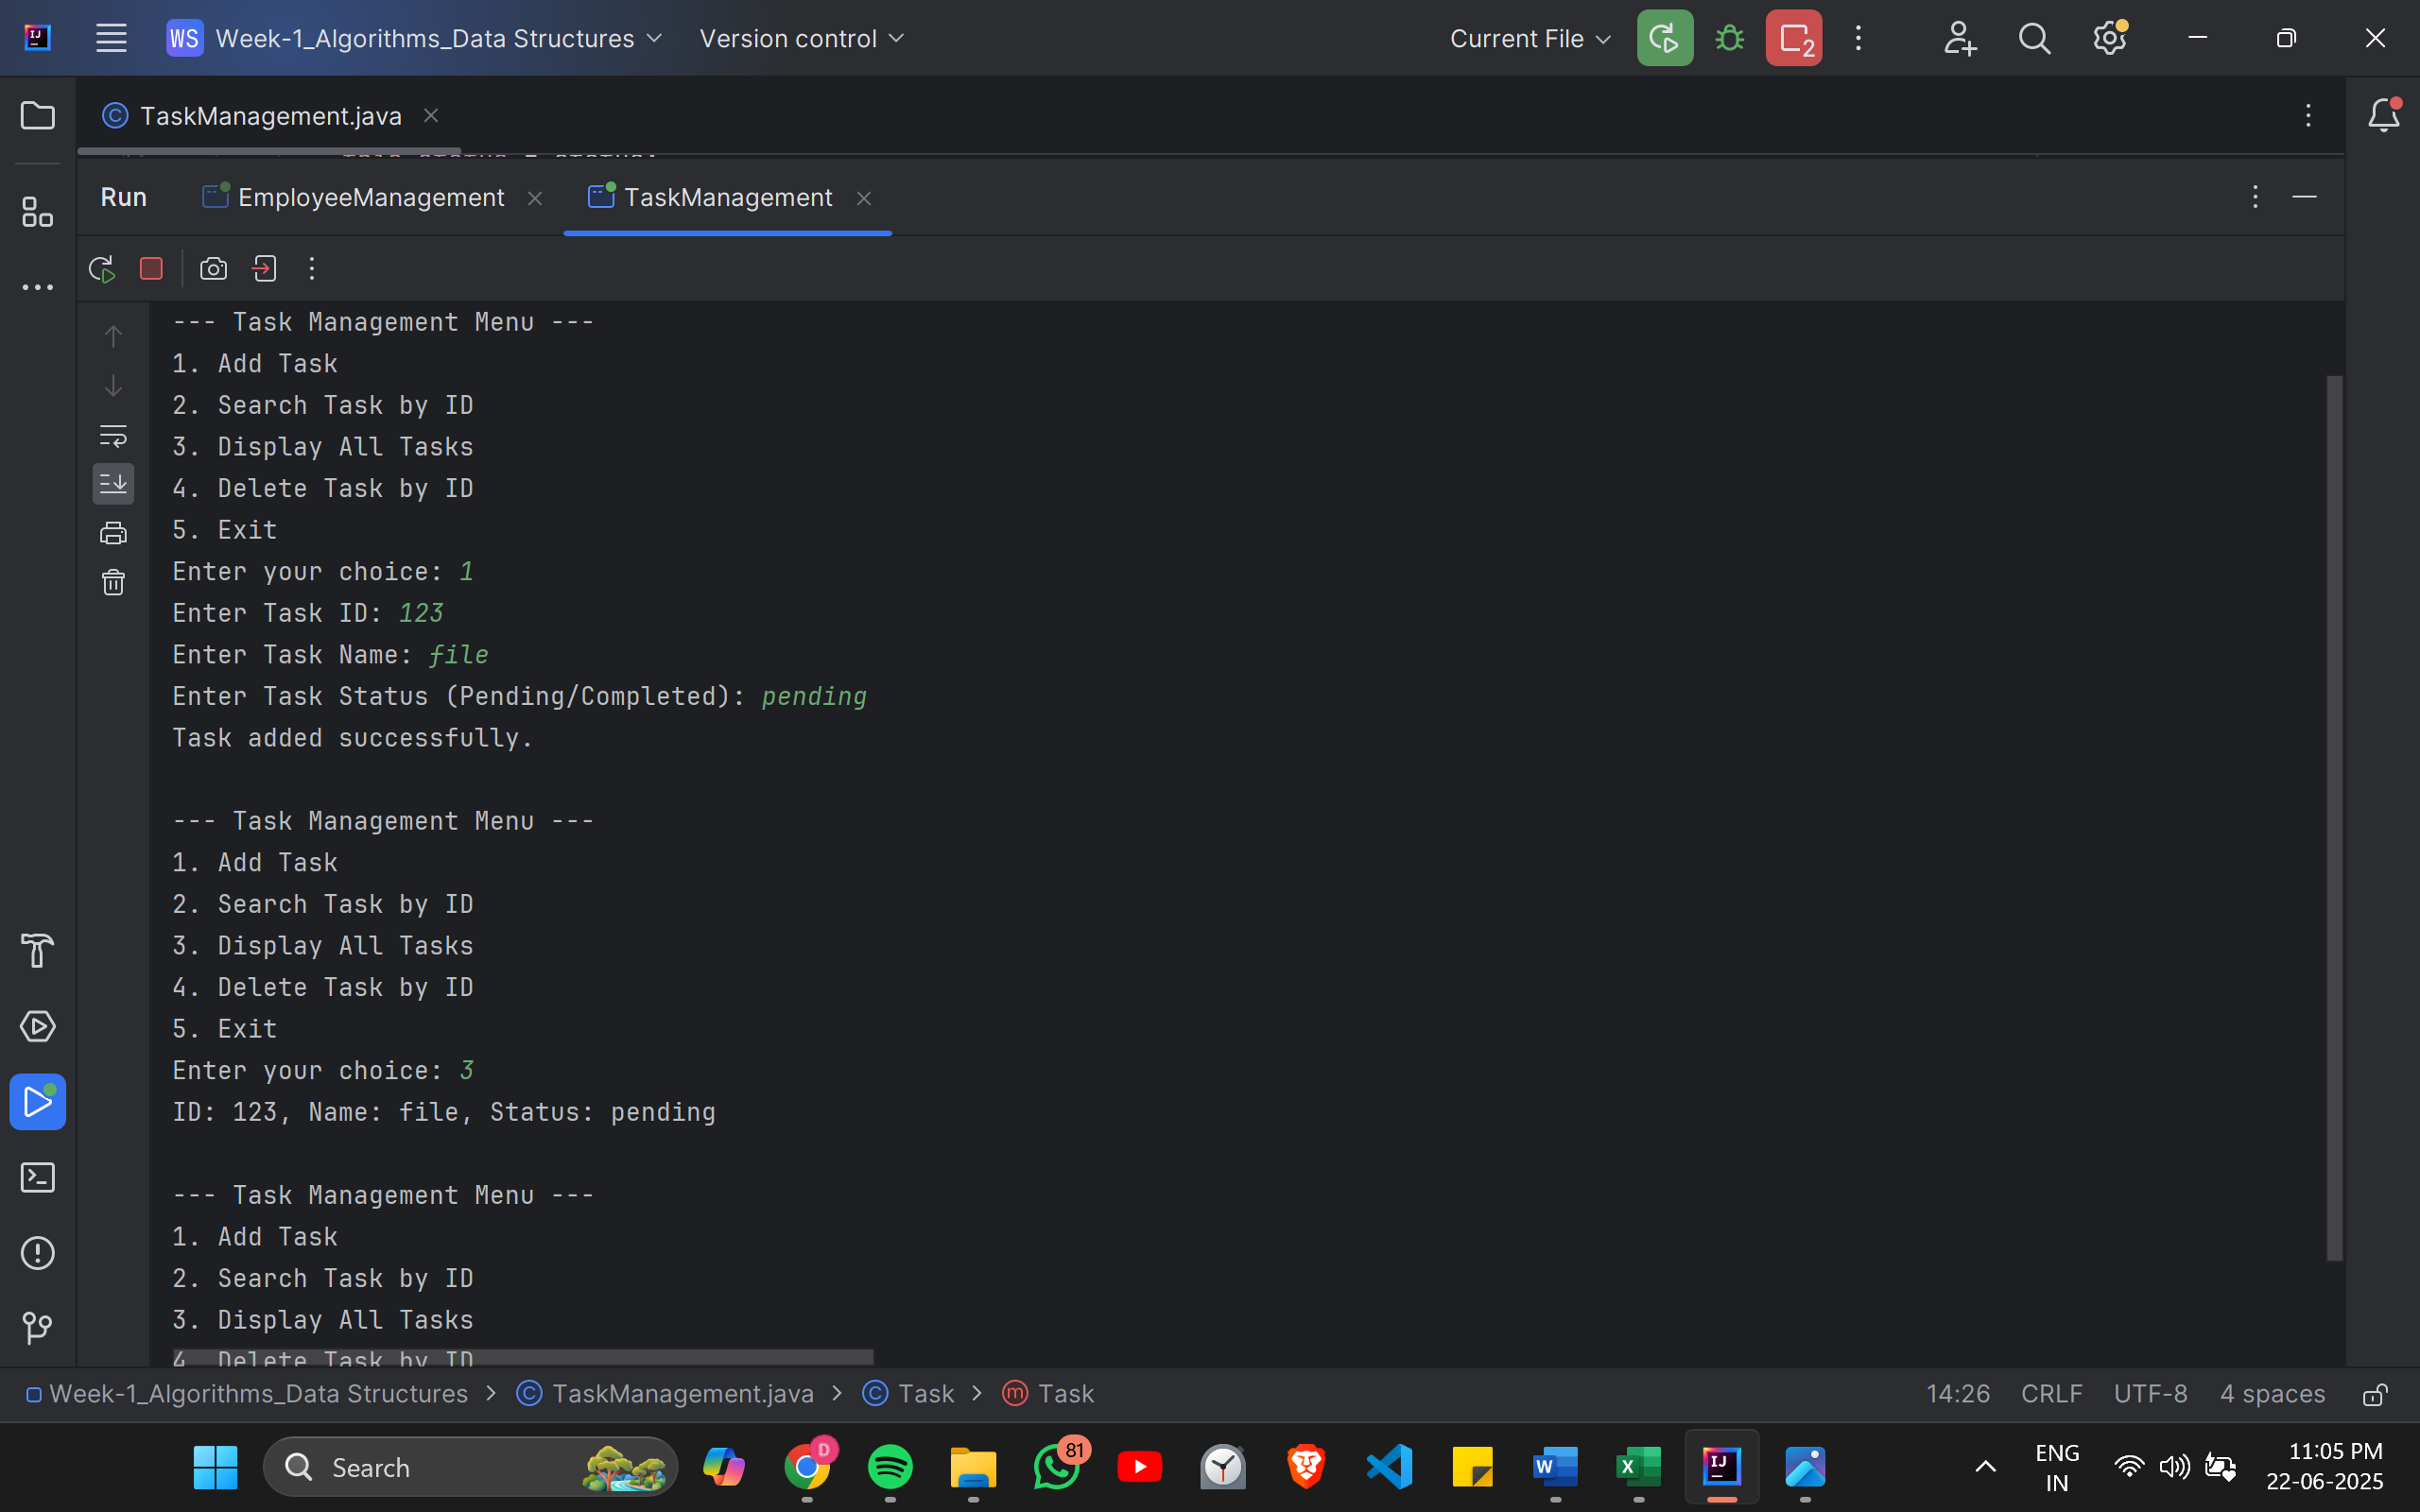 WS Week-1_Algorithms_Data Structures Version control Current File 2
TaskManagement.java
Run EmployeeManagement TaskManagement
--- Task Management Menu ---
1. Add Task
2. Search Task by ID
3. Display All Tasks
4. Delete Task by ID
5. Exit
Enter your choice: 1
Enter Task ID: 123
Enter Task Name: file
Enter Task Status (Pending/Completed): pending
Task added successfully.
--- Task Management Menu ---
1. Add Task
2. Search Task by ID
3. Display All Tasks
4. Delete Task by ID
5. Exit
Enter your choice: 3
ID: 123, Name: file, Status: pending
--- Task Management Menu ---
1. Add Task
2. Search Task by ID
3. Display All Tasks
4. Delete Task by ID
Week-1_Algorithms_Data Structures > TaskManagement.java > Task > Task 14:26 CRLF UTF-8 4 spaces
Search D 81 ENG 11:05 PM
IN 22-06-2025